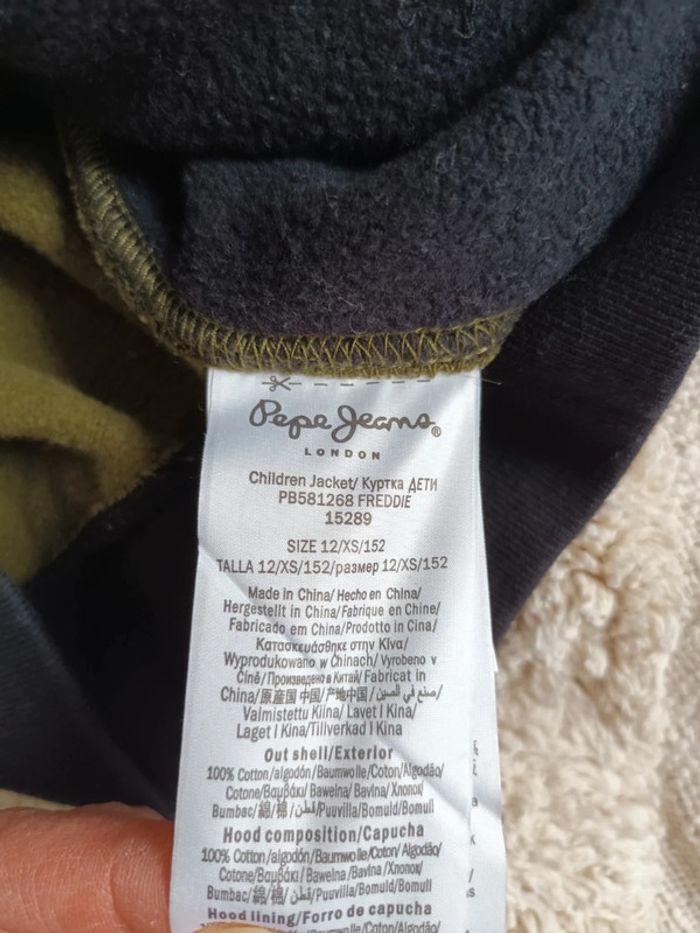 Pepe Jeans®
LONDON
Children Jacket/ Куртка ДЕТИ
PB581268 FREDDIE
15289
SIZE 12/XS/152
TALLA 12/XS/152/размер 12/XS/152
Made in China/ Hecho en China/
Hergestellt in China/Fabrique en Chine/
Fabricado em China/Prodotto in Cina/
Κατασκευάσθηκε στην Κίνα/
Wyprodukowano w Chinach/ Vyrobeno v
Číně/Произведено в Китай/ Fabricat in
China/原産国 中国/产地中国/صنع في الصين/
Valmistettu Kiina/ Lavet I Kina/
Laget I Kina/Tillverkad I Kina
Out shell/Exterior
100% Cotton/algodón/Baumwolle/Coton/Algodão/
Cotone/Βαμβάκι/ Bawełna/ Bavlna/ Хлопок/
Bumbac/綿/棉/قطن/Puuvilla/Bomuld/Bomull
Hood composition/Capucha
100% Cotton/algodón/Baumwolle/Coton/Algodão/
Cotone/Βαμβάκι/ Bawełna/Bavlna/Хлопок/
Bumbac/綿/棉/قطن/Puuvilla/Bomuld/Bomull
Hood lining/Forro de capucha